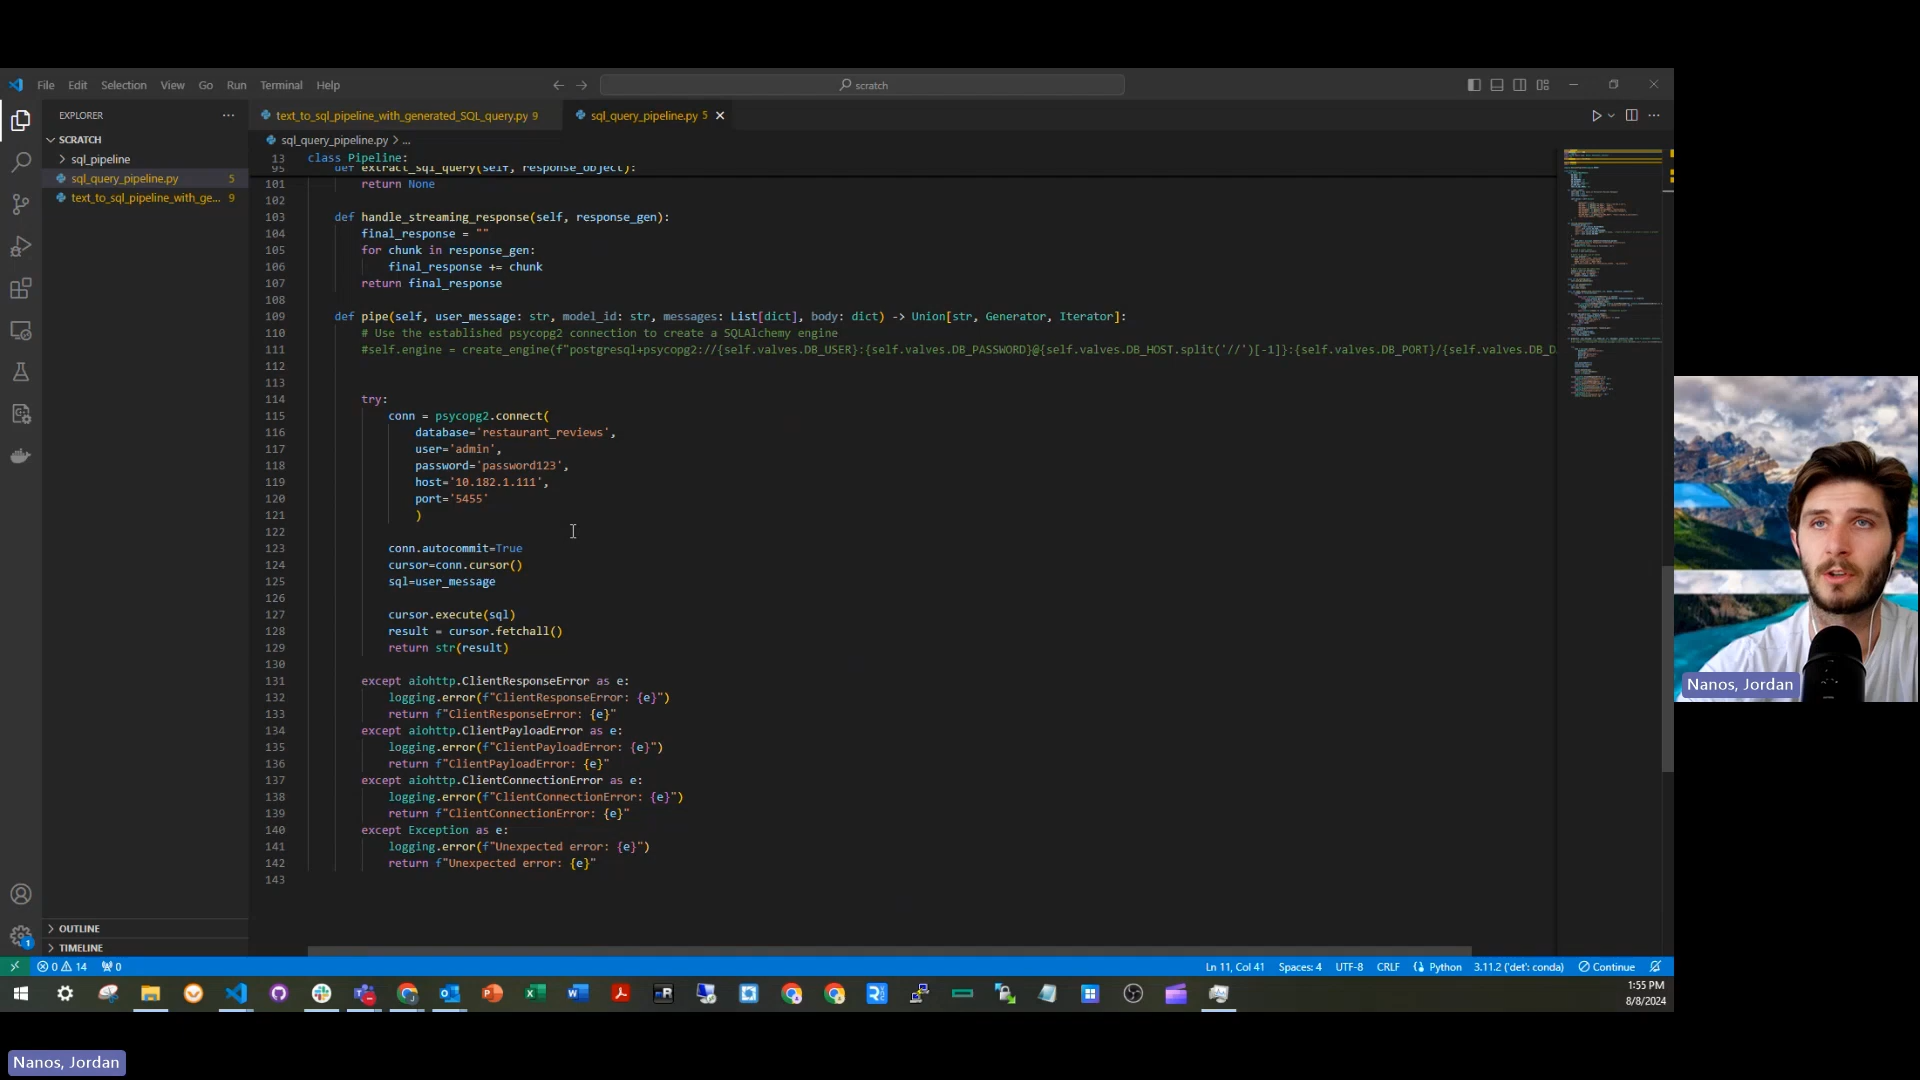 File Edit Selection View Go Run Terminal Help
scratch
EXPLORER
SCRATCH
sql_pipeline
sql_query_pipeline.py 5
text_to_sql_pipeline_with_ge... 9
OUTLINE
TIMELINE
text_to_sql_pipeline_with_generated_SQL_query.py 9
sql_query_pipeline.py 5
sql_query_pipeline.py > ...
13 class Pipeline:
95 def extract_sql_query(self, response_object):
101 return None
102
103 def handle_streaming_response(self, response_gen):
104 final_response = ""
105 for chunk in response_gen:
106 final_response += chunk
107 return final_response
108
109 def pipe(self, user_message: str, model_id: str, messages: List[dict], body: dict) -> Union[str, Generator, Iterator]:
110 # Use the established psycopg2 connection to create a SQLAlchemy engine
111 #self.engine = create_engine(f"postgresql+psycopg2://{self.valves.DB_USER}:{self.valves.DB_PASSWORD}@{self.valves.DB_HOST.split('//')[-1]}:{self.valves.DB_PORT}/{self.valves.DB_D
112
113
114 try:
115 conn = psycopg2.connect(
116 database='restaurant_reviews',
117 user='admin',
118 password='password123',
119 host='10.182.1.111',
120 port='5455'
121 )
122
123 conn.autocommit=True
124 cursor=conn.cursor()
125 sql=user_message
126
127 cursor.execute(sql)
128 result = cursor.fetchall()
129 return str(result)
130
131 except aiohttp.ClientResponseError as e:
132 logging.error(f"ClientResponseError: {e}")
133 return f"ClientResponseError: {e}"
134 except aiohttp.ClientPayloadError as e:
135 logging.error(f"ClientPayloadError: {e}")
136 return f"ClientPayloadError: {e}"
137 except aiohttp.ClientConnectionError as e:
138 logging.error(f"ClientConnectionError: {e}")
139 return f"ClientConnectionError: {e}"
140 except Exception as e:
141 logging.error(f"Unexpected error: {e}")
142 return f"Unexpected error: {e}"
143
1
0 14 0
Ln 11, Col 41 Spaces: 4 UTF-8 CRLF Python 3.11.2 ('det': conda) Continue
1:55 PM
8/8/2024
Nanos, Jordan
Nanos, Jordan